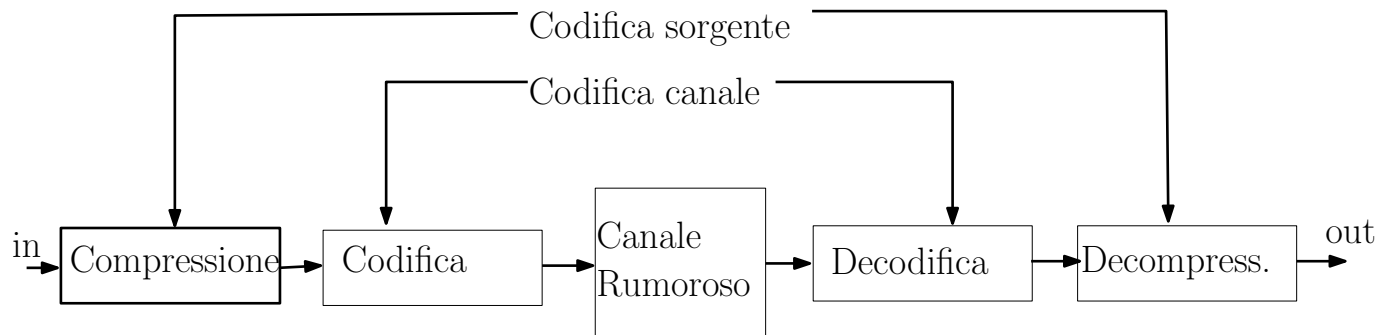 Codifica sorgente
Codifica canale
in
Compressione
Codifica
Canale
Rumoroso
Decodifica
Decompress.
out